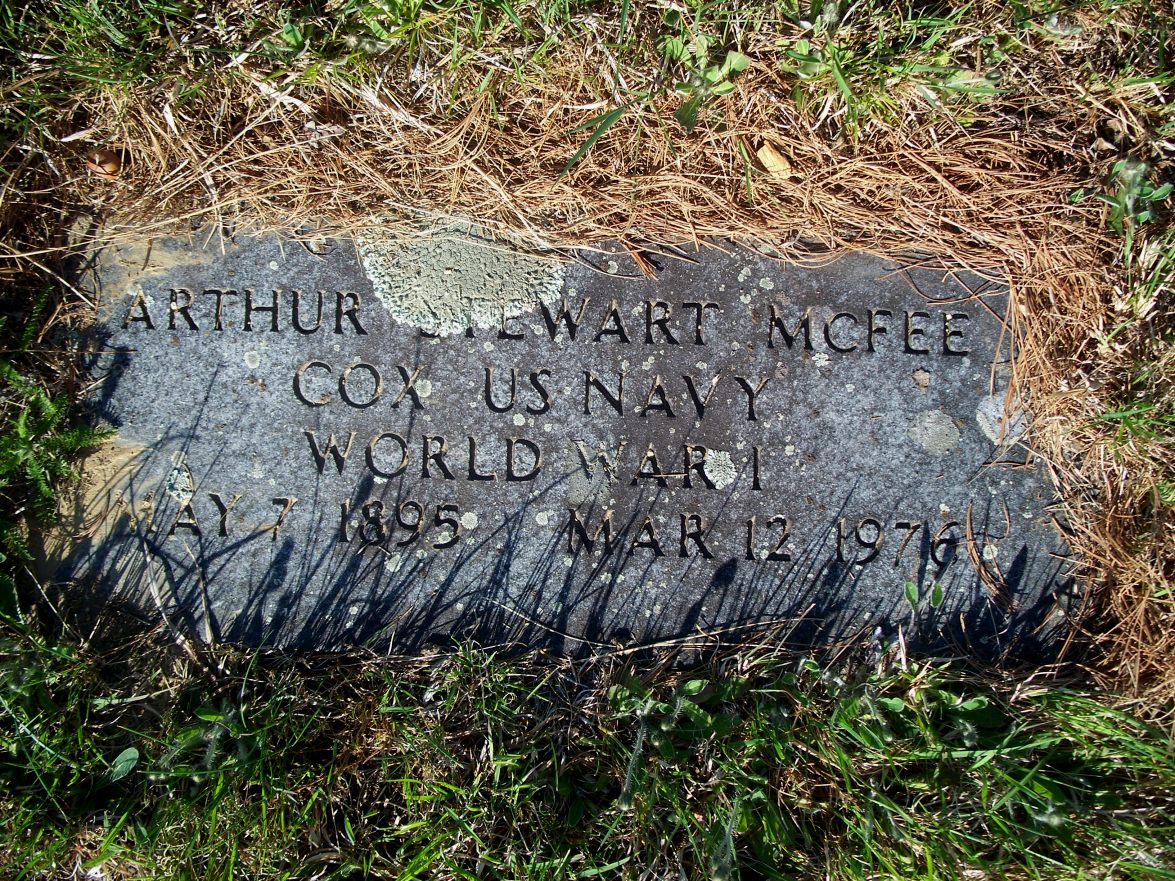 ARTHUR STEWART MCFEE
COX US NAVY
WORLD WAR I
MAY 7 1895 MAR 12 1976